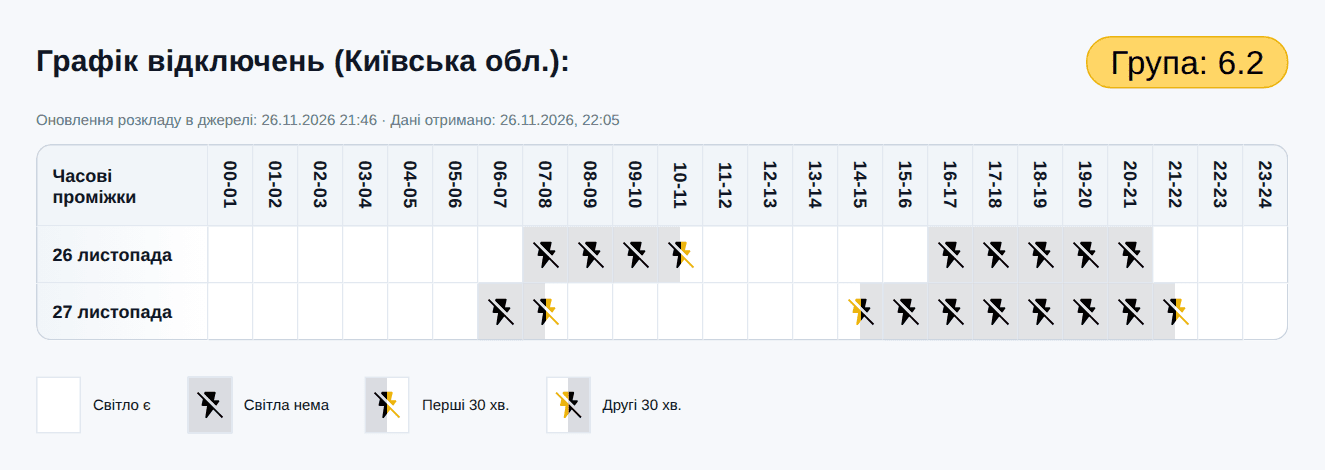 Графік відключень (Київська обл.):
Група: 6.2
Оновлення розкладу в джерелі: 26.11.2026 21:46 · Дані отримано: 26.11.2026, 22:05
Часові
проміжки
00-01
01-02
02-03
03-04
04-05
05-06
06-07
07-08
08-09
09-10
10-11
11-12
12-13
13-14
14-15
15-16
16-17
17-18
18-19
19-20
20-21
21-22
22-23
23-24
26 листопада
27 листопада
Світло є
Світла нема
Перші 30 хв.
Другі 30 хв.